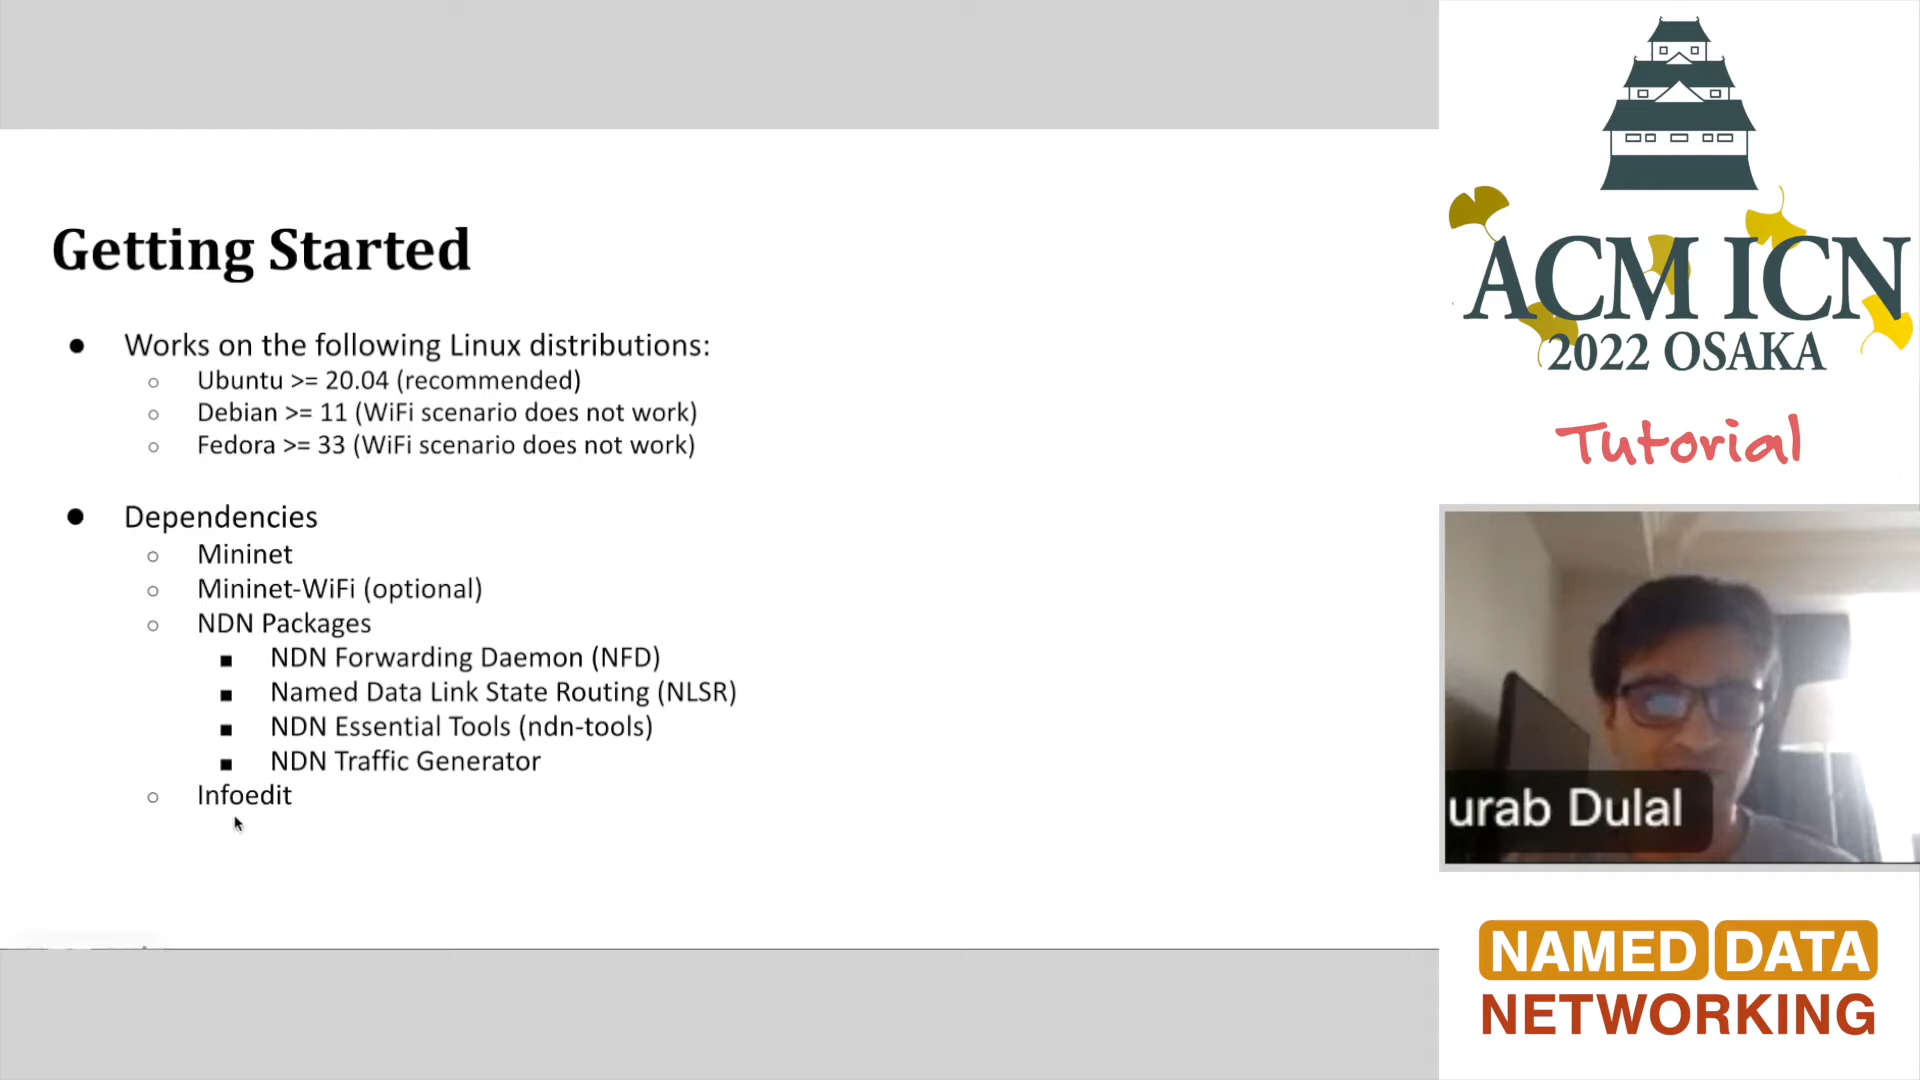 Getting Started
● Works on the following Linux distributions:
○ Ubuntu >= 20.04 (recommended)
○ Debian >= 11 (WiFi scenario does not work)
○ Fedora >= 33 (WiFi scenario does not work)
● Dependencies
○ Mininet
○ Mininet-WiFi (optional)
○ NDN Packages
■ NDN Forwarding Daemon (NFD)
■ Named Data Link State Routing (NLSR)
■ NDN Essential Tools (ndn-tools)
■ NDN Traffic Generator
○ Infoedit
ACM ICN
2022 OSAKA
Tutorial
urab Dulal
NAMED DATA
NETWORKING